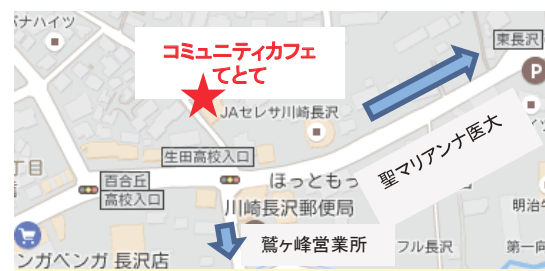 ナハイツ
コミュニティカフェ
てとて
東長沢
P
JAセレサ川崎長沢
聖マリアンナ医大
生田高校入口
丁目
百合丘
高校入口
ほっともっ
川崎長沢郵便局
明治
鷲ヶ峰営業所
フル長沢
第一向
ンガベンガ 長沢店